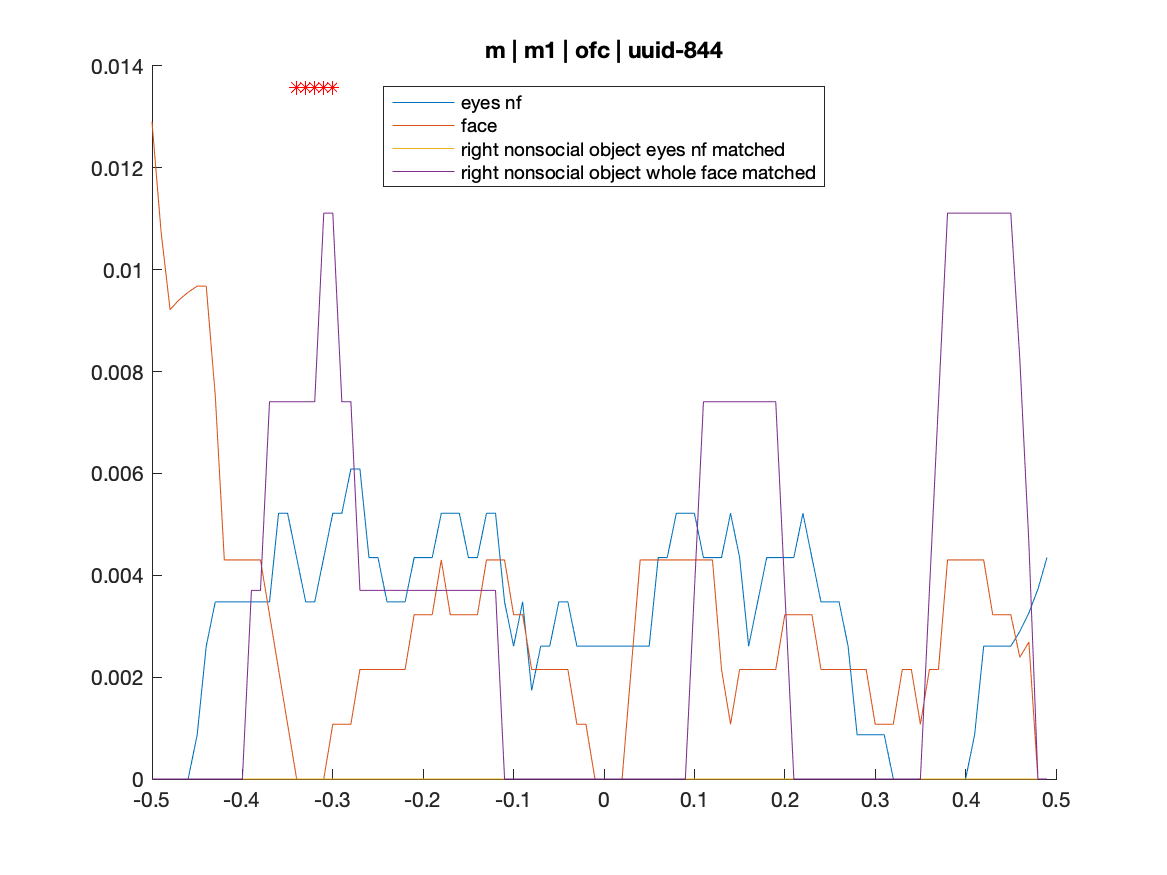 m | m1 | ofc | uuid-844
0.014
0.012
0.01
0.008
0.006
0.004
0.002
0
eyes nf
face
right nonsocial object eyes nf matched
right nonsocial object whole face matched
-0.5 -0.4 -0.3 -0.2 -0.1 0 0.1 0.2 0.3 0.4 0.5